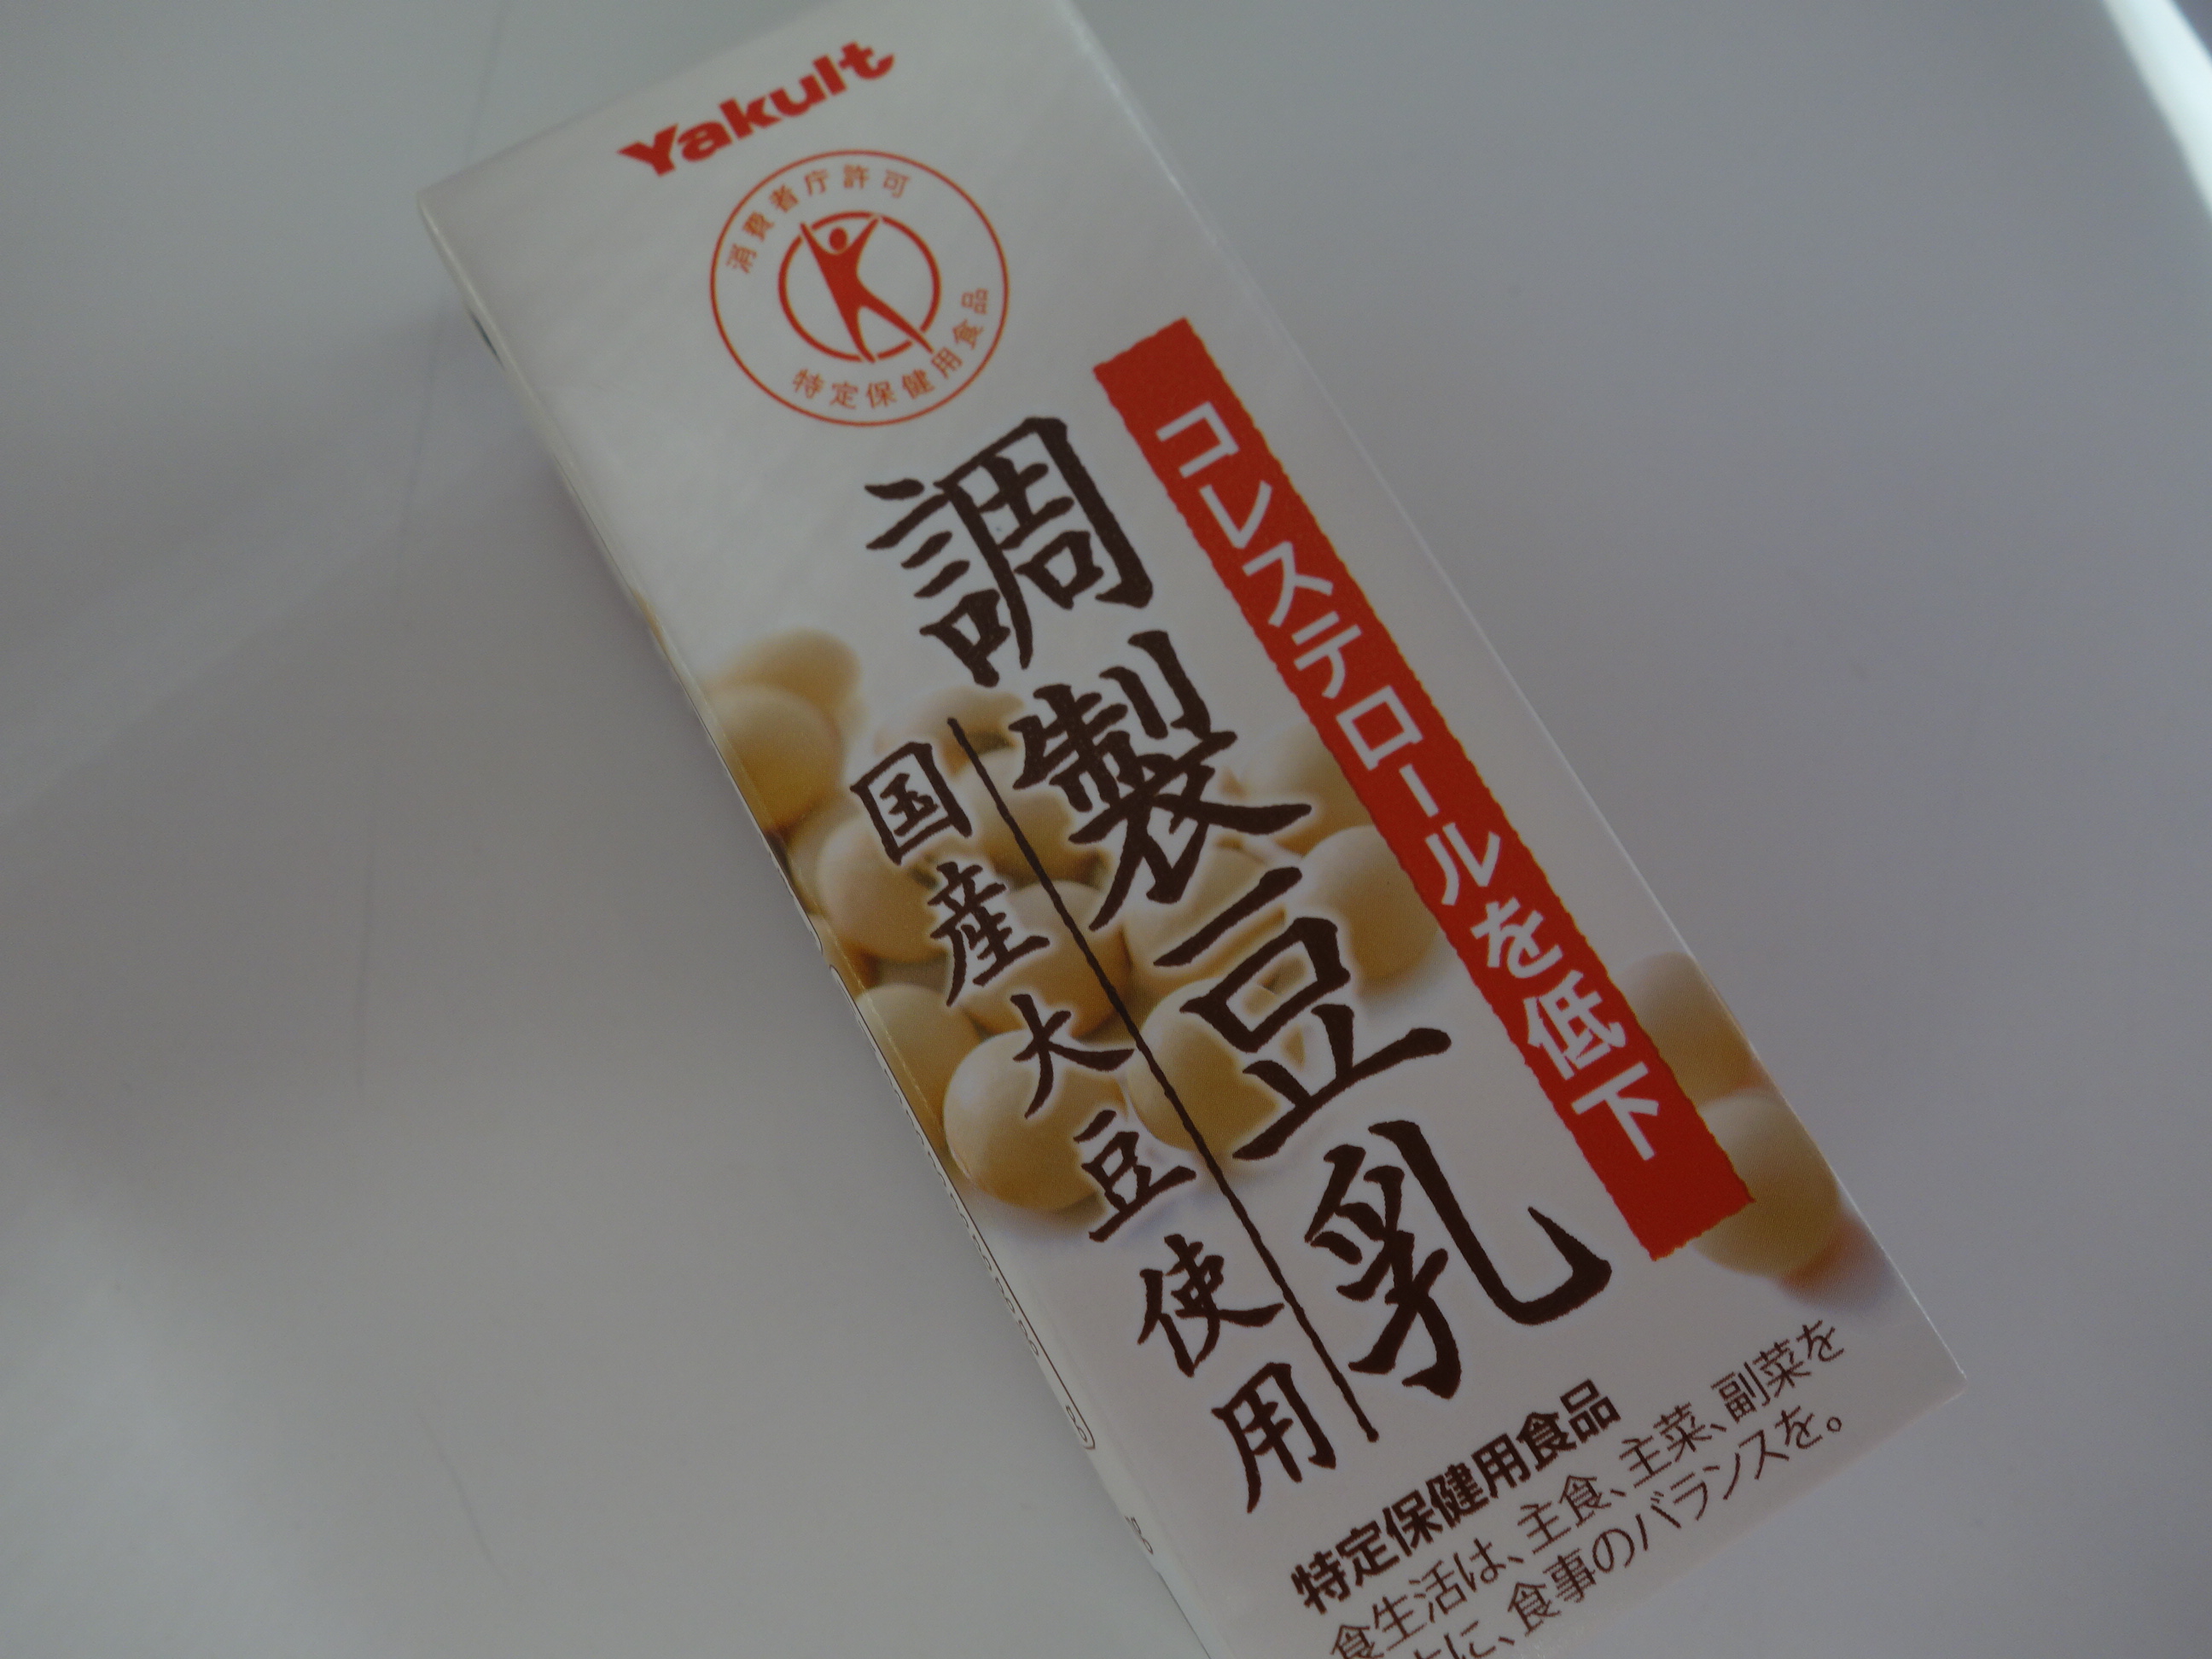 Yakult
消費者庁許可
特定保健用食品
コレステロールを低下
調製豆乳
国産大豆使用
特定保健用食品
食生活は、主食、主菜、副菜を
に、食事のバランスを。